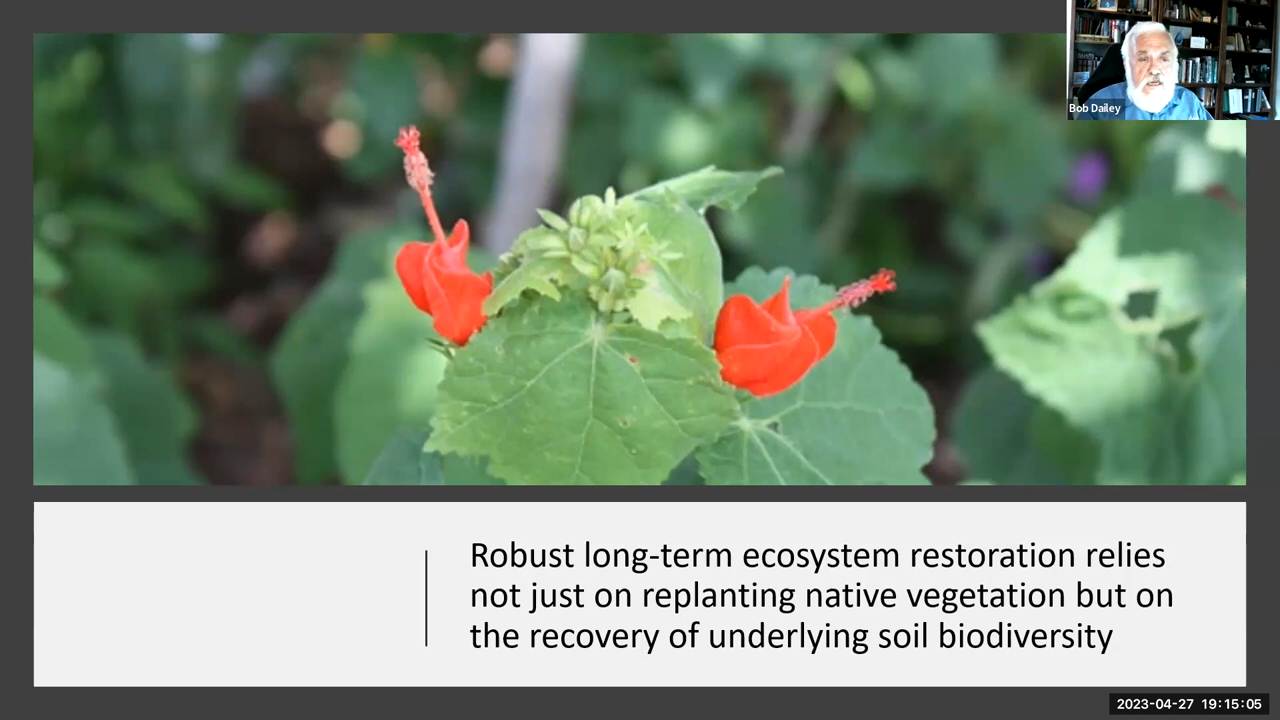 Bob Dailey
Robust long-term ecosystem restoration relies
not just on replanting native vegetation but on
the recovery of underlying soil biodiversity
2023-04-27 19:15:05